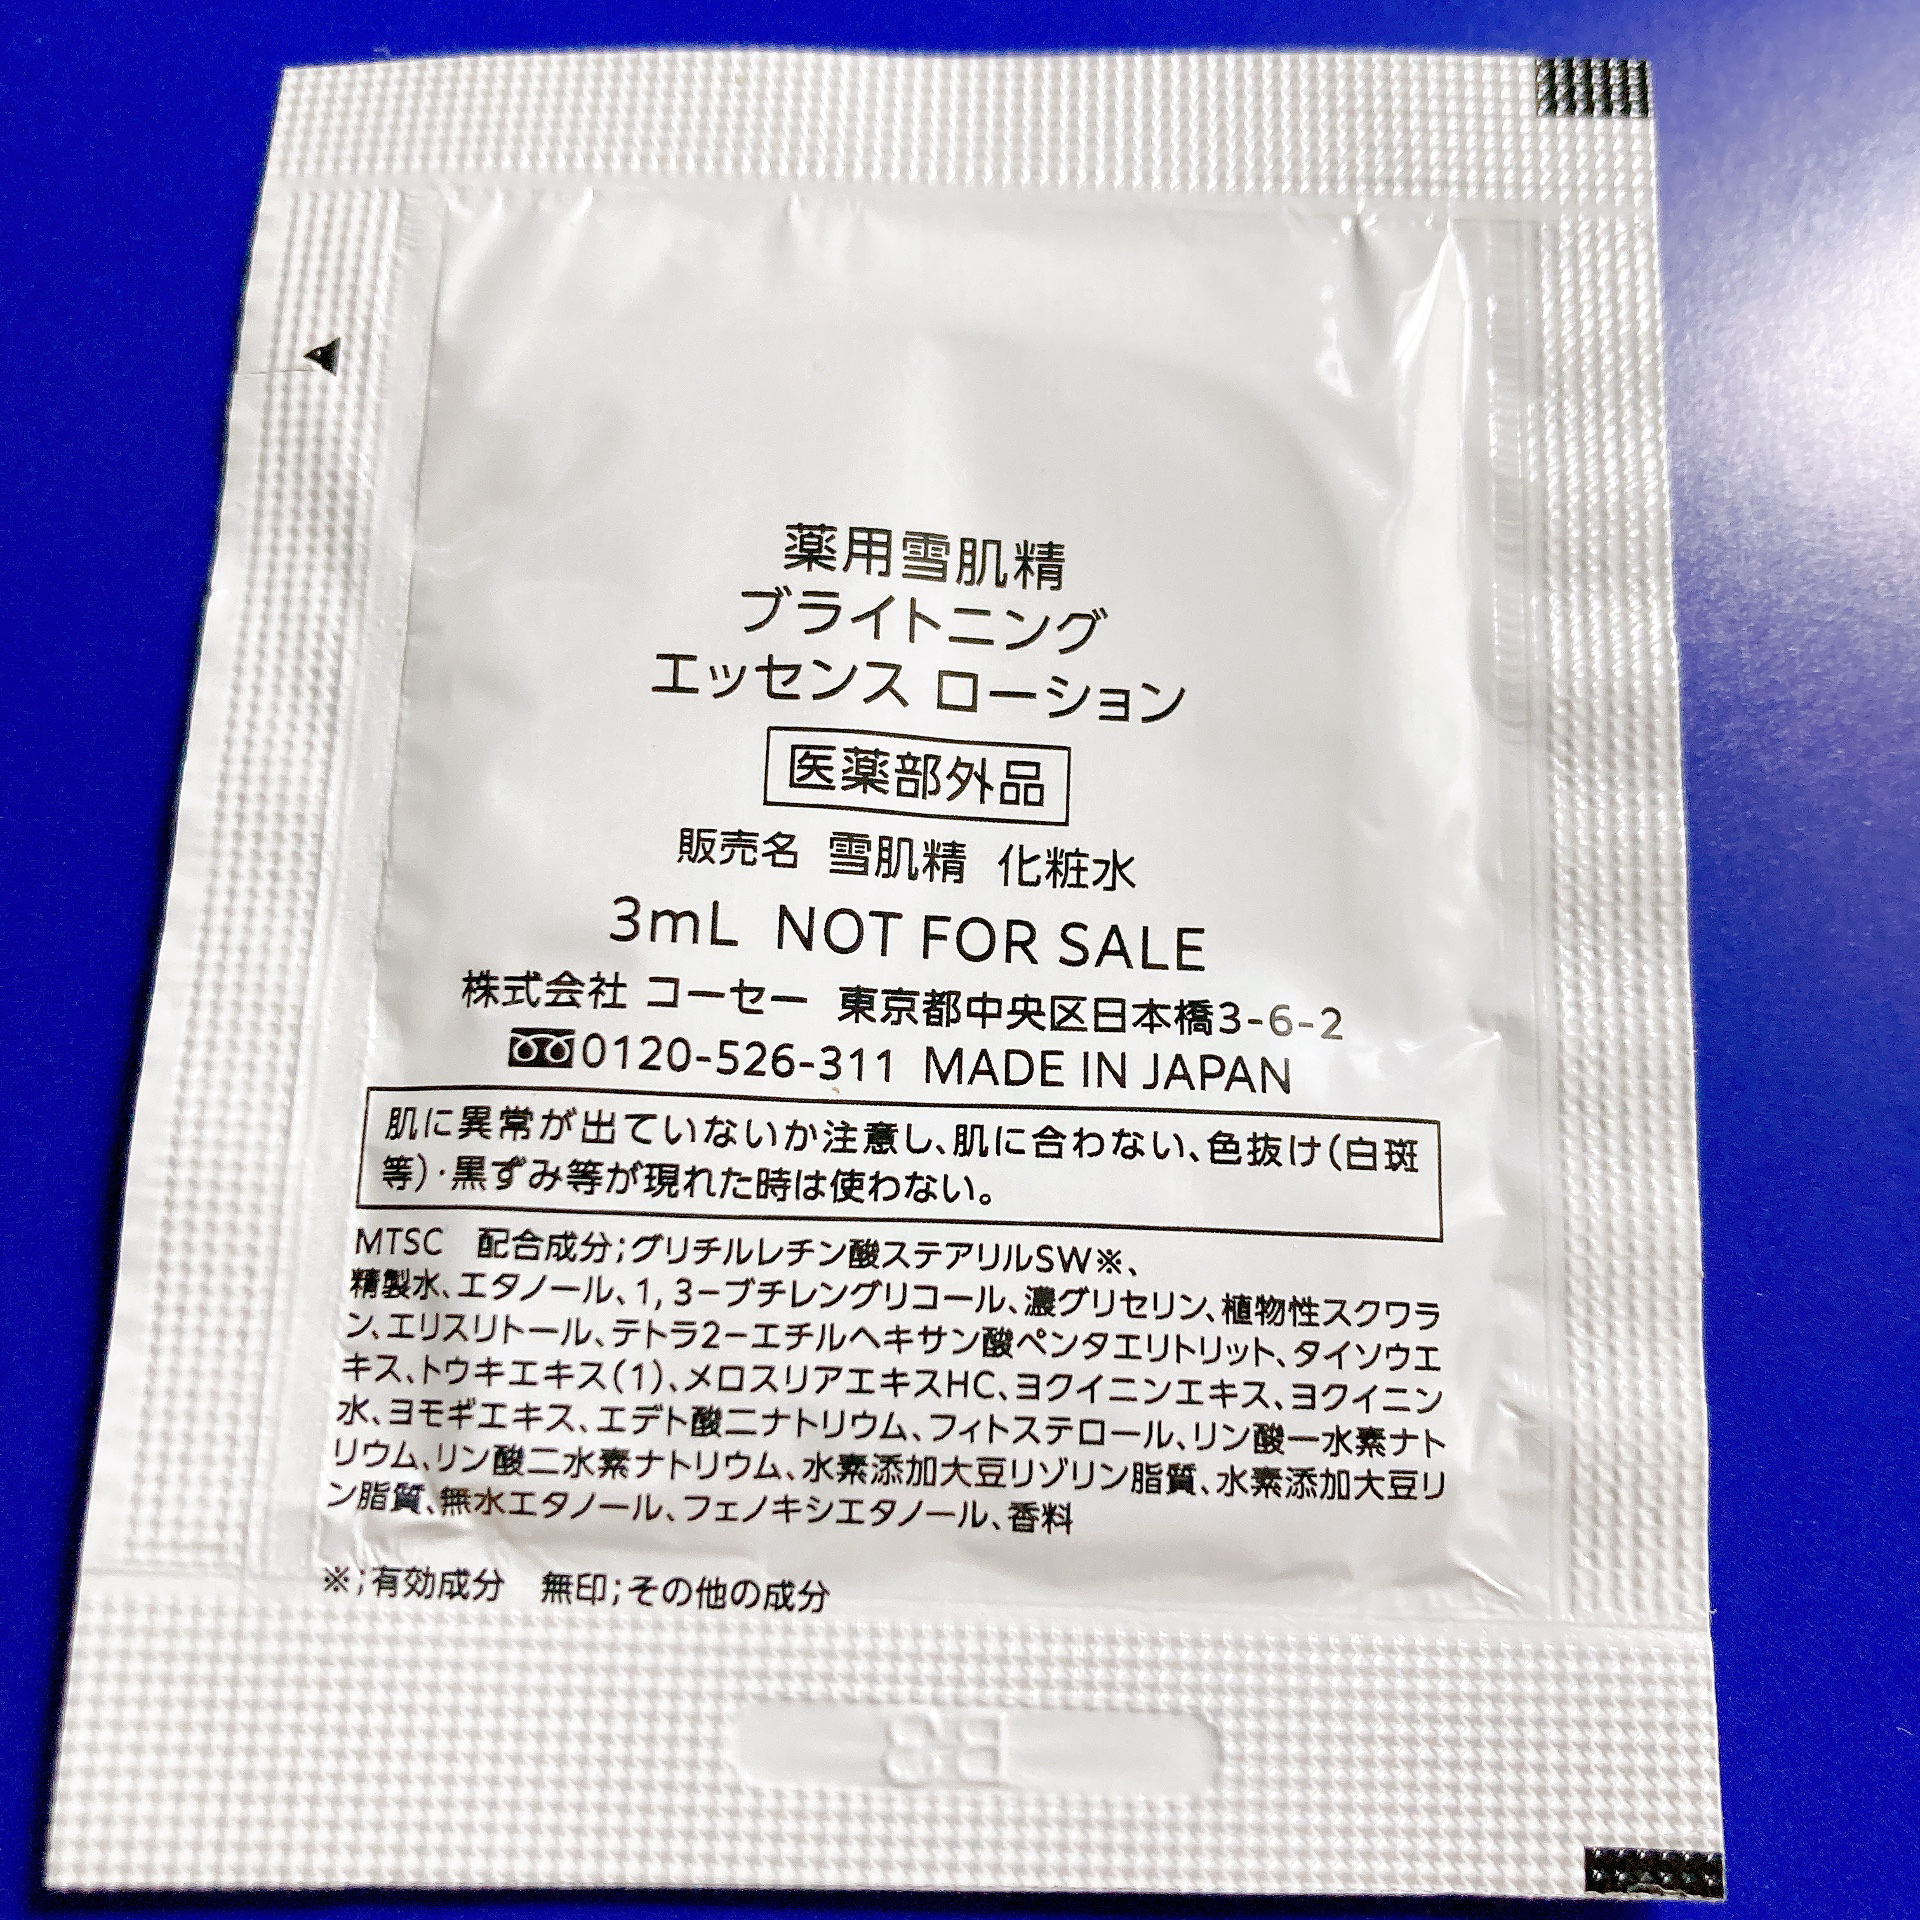 薬用雪肌精
ブライトニング
エッセンス ローション
医薬部外品
販売名 雪肌精 化粧水
3mL NOT FOR SALE
株式会社 コーセー 東京都中央区日本橋3-6-2
0120-526-311 MADE IN JAPAN
肌に異常が出ていないか注意し、肌に合わない、色抜け(白斑
等)・黒ずみ等が現れた時は使わない。
MTSC 配合成分;グリチルレチン酸ステアリルSW※、
精製水、エタノール、1,3−ブチレングリコール、濃グリセリン、植物性スクワラ
ン、エリスリトール、テトラ2−エチルヘキサン酸ペンタエリトリット、タイソウエ
キス、トウキエキス(1)、メロスリアエキスHC、ヨクイニンエキス、ヨクイニン
水、ヨモギエキス、エデト酸二ナトリウム、フィトステロール、リン酸一水素ナト
リウム、リン酸二水素ナトリウム、水素添加大豆リゾリン脂質、水素添加大豆リ
ン脂質、無水エタノール、フェノキシエタノール、香料
※;有効成分 無印;その他の成分